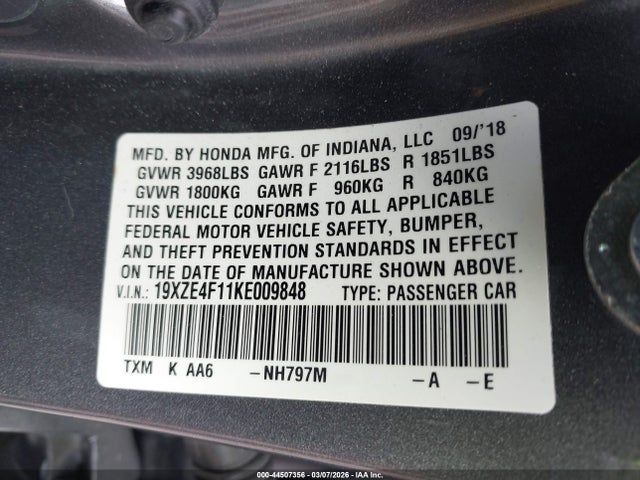 MFD. BY HONDA MFG. OF INDIANA, LLC 09/'18
GVWR 3968LBS GAWR F 2116LBS R 1851LBS
GVWR 1800KG GAWR F 960KG R 840KG
THIS VEHICLE CONFORMS TO ALL APPLICABLE
FEDERAL MOTOR VEHICLE SAFETY, BUMPER,
AND THEFT PREVENTION STANDARDS IN EFFECT
ON THE DATE OF MANUFACTURE SHOWN ABOVE.
V.I.N.: 19XZE4F11KE009848 TYPE: PASSENGER CAR
TXM K AA6 -NH797M -A -E
000-44507356 | 03/07/2026 | IAA Inc.